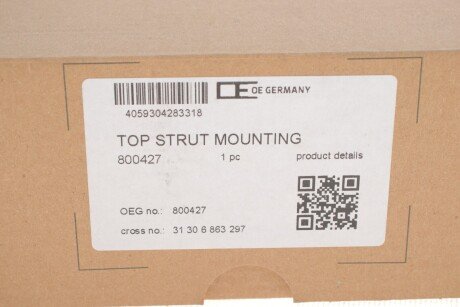 OE GERMANY
4059304283318
TOP STRUT MOUNTING
800427 1 pc product details
OEG no.: 800427
cross no.: 31 30 6 863 297